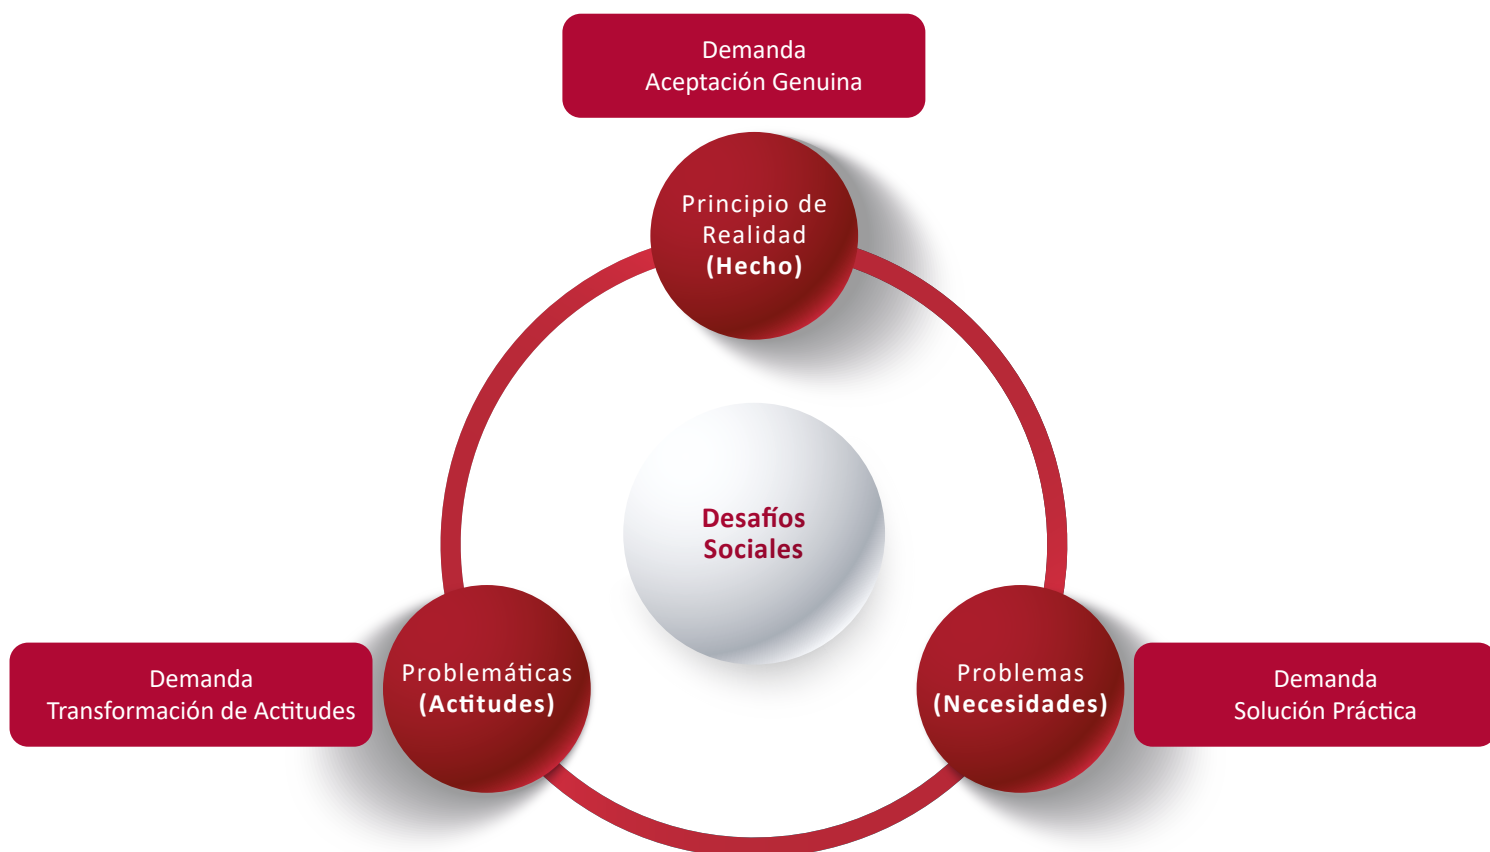 Demanda
Aceptación Genuina
Principio de
Realidad
(Hecho)
Desafíos
Sociales
Demanda
Transformación de Actitudes
Problemáticas
(Actitudes)
Problemas
(Necesidades)
Demanda
Solución Práctica